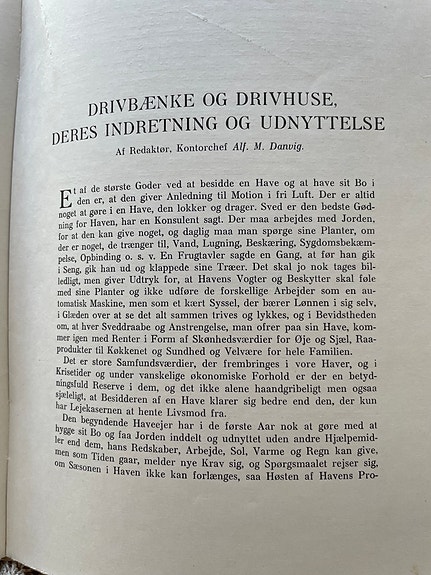 DRIVBÆNKE OG DRIVHUSE,
DERES INDRETNING OG UDNYTTELSE
Af Redaktør, Kontorchef Alf. M. Danvig.
Et af de største Goder ved at besidde en Have og at have sit Bo i
den er, at den giver Anledning til Motion i fri Luft. Der er altid
noget at gøre i en Have, den lokker og drager. Sved er den bedste Gød-
ning for Haven, har en Konsulent sagt. Der maa arbejdes med Jorden,
for at den kan give noget, og daglig maa man spørge sine Planter, om
der er noget, de trænger til, Vand, Lugning, Beskæring, Sygdomsbekæm-
pelse, Opbinding o. s. v. En Frugtavler sagde en Gang, at før han gik
i Seng, gik han ud og klappede sine Træer. Det skal jo nok tages bil-
ledligt, men giver Udtryk for, at Havens Vogter og Beskytter skal føle
med sine Planter og ikke udføre de forskellige Arbejder som en au-
tomatisk Maskine, men som et kært Syssel, der bærer Lønnen i sig selv,
i Glæden over at se det alt sammen trives og lykkes, og i Bevidstheden
om, at hver Sveddraabe og Anstrengelse, man ofrer paa sin Have, kom-
mer igen med Renter i Form af Skønhedsværdier for Øje og Sjæl, Raa-
produkter til Køkkenet og Sundhed og Velvære for hele Familien.
Det er store Samfundsværdier, der frembringes i vore Haver, og i
Krisetider og under vanskelige økonomiske Forhold er der en betyd-
ningsfuld Reserve i dem, og det ikke alene haandgribeligt men ogsaa
sjæleligt, at Besidderen af en Have klarer sig bedre end den, der kun
har Lejekasernen at hente Livsmod fra.
Den begyndende Haveejer har i de første Aar nok at gøre med at
hygge sit Bo og faa Jorden inddelt og udnyttet uden andre Hjælpemid-
ler end dem, hans Redskaber, Arbejde, Sol, Varme og Regn kan give,
men som Tiden gaar, melder nye Krav sig, og Spørgsmaalet rejser sig,
om Sæsonen i Haven ikke kan forlænges, saa Høsten af Havens Pro-